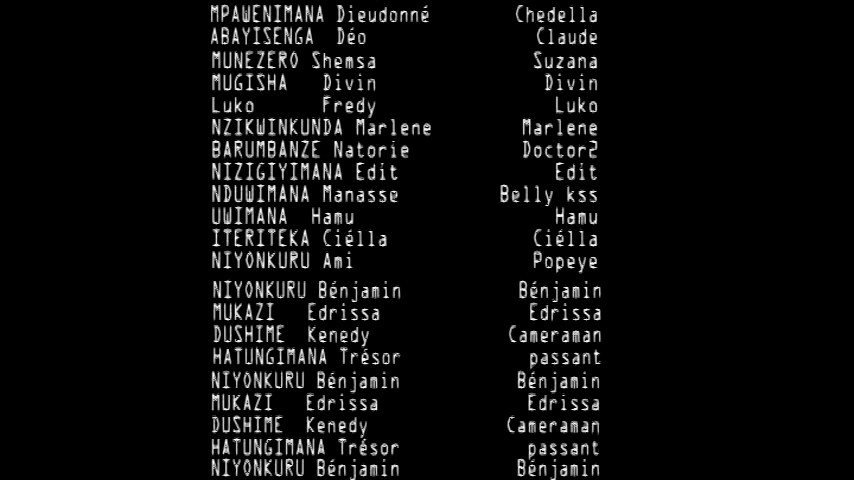 MPAWENIMANA Dieudonné Chedella
ABAYISENGA Déo Claude
MUNEZERO Shemsa Suzana
MUGISHA Divin Divin
Luko Fredy Luko
NZIKWINKUNDA Marlene Marlene
BARUMBANZE Natorie Doctor2
NIZIGIYIMANA Edit Edit
NDUWIMANA Manasse Belly kss
UWIMANA Hamu Hamu
ITERITEKA Ciélla Ciélla
NIYONKURU Ami Popeye
NIYONKURU Bénjamin Bénjamin
MUKAZI Edrissa Edrissa
DUSHIME Kenedy Cameraman
HATUNGIMANA Trésor passant
NIYONKURU Bénjamin Bénjamin
MUKAZI Edrissa Edrissa
DUSHIME Kenedy Cameraman
HATUNGIMANA Trésor passant
NIYONKURU Bénjamin Bénjamin